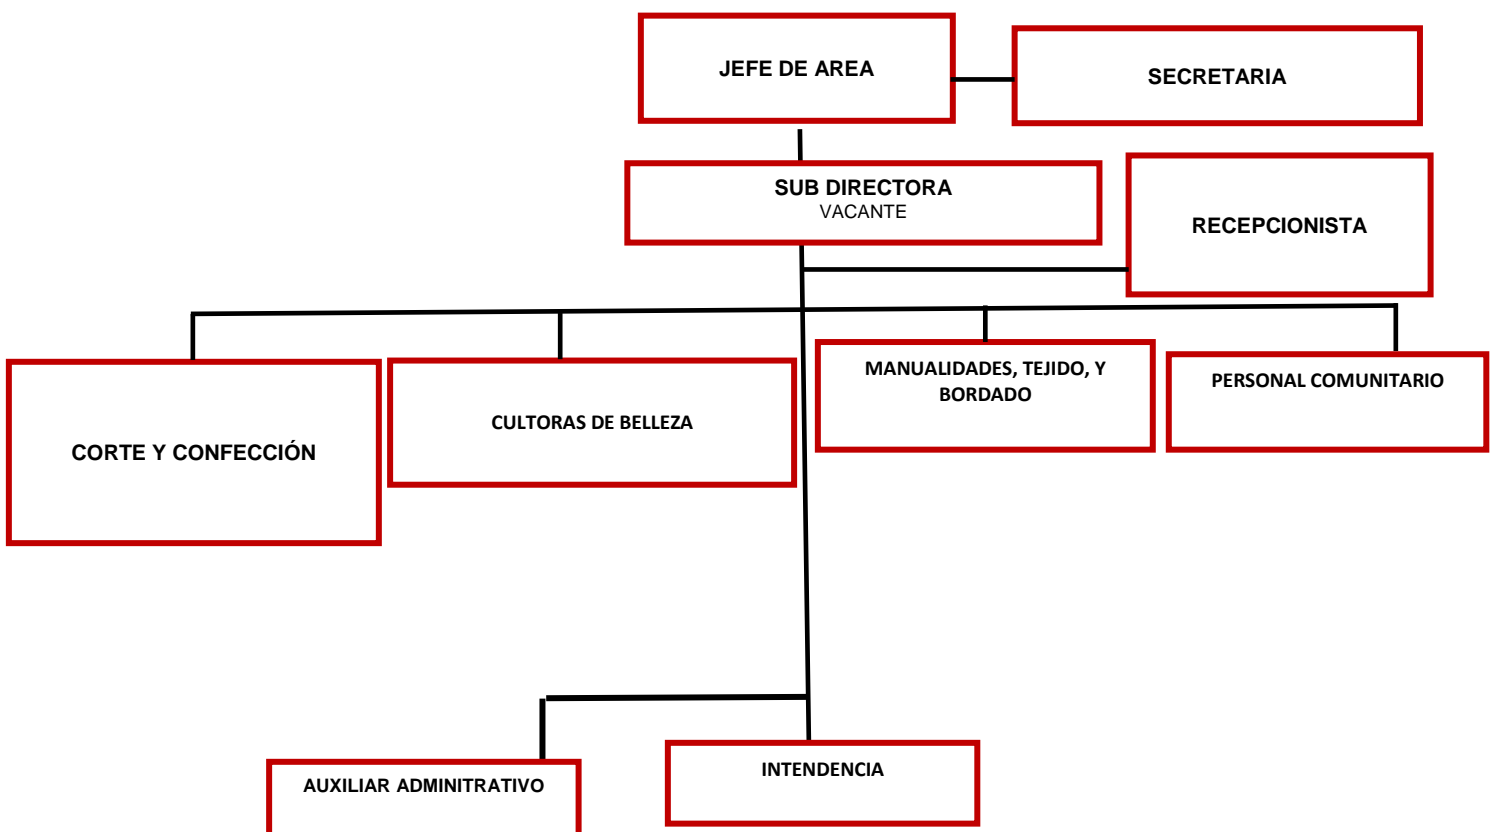 JEFE DE AREA
SECRETARIA
SUB DIRECTORA
VACANTE
RECEPCIONISTA
CORTE Y CONFECCIÓN
CULTORAS DE BELLEZA
MANUALIDADES, TEJIDO, Y
BORDADO
PERSONAL COMUNITARIO
AUXILIAR ADMINITRATIVO
INTENDENCIA